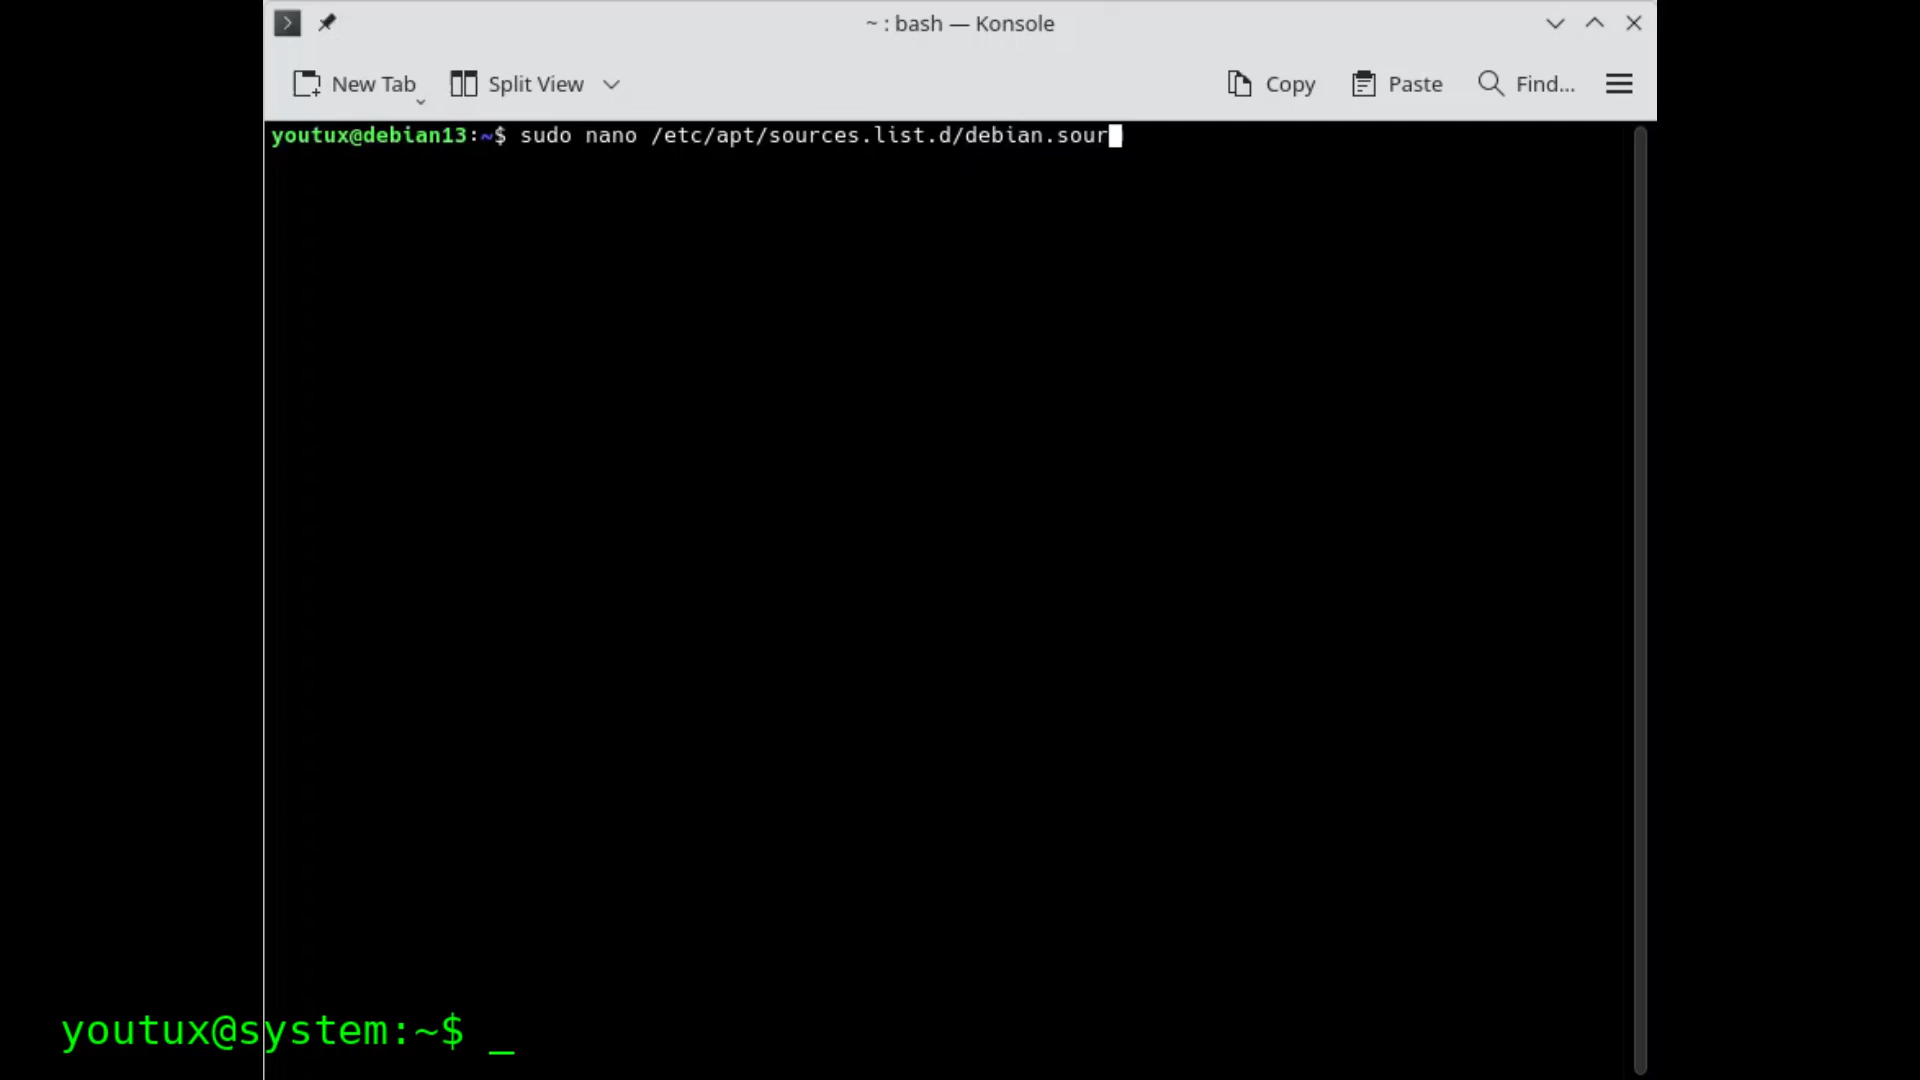 ~ : bash — Konsole
New Tab Split View Copy Paste Find...
youtux@debian13:~$ sudo nano /etc/apt/sources.list.d/debian.sour
youtux@system:~$ _